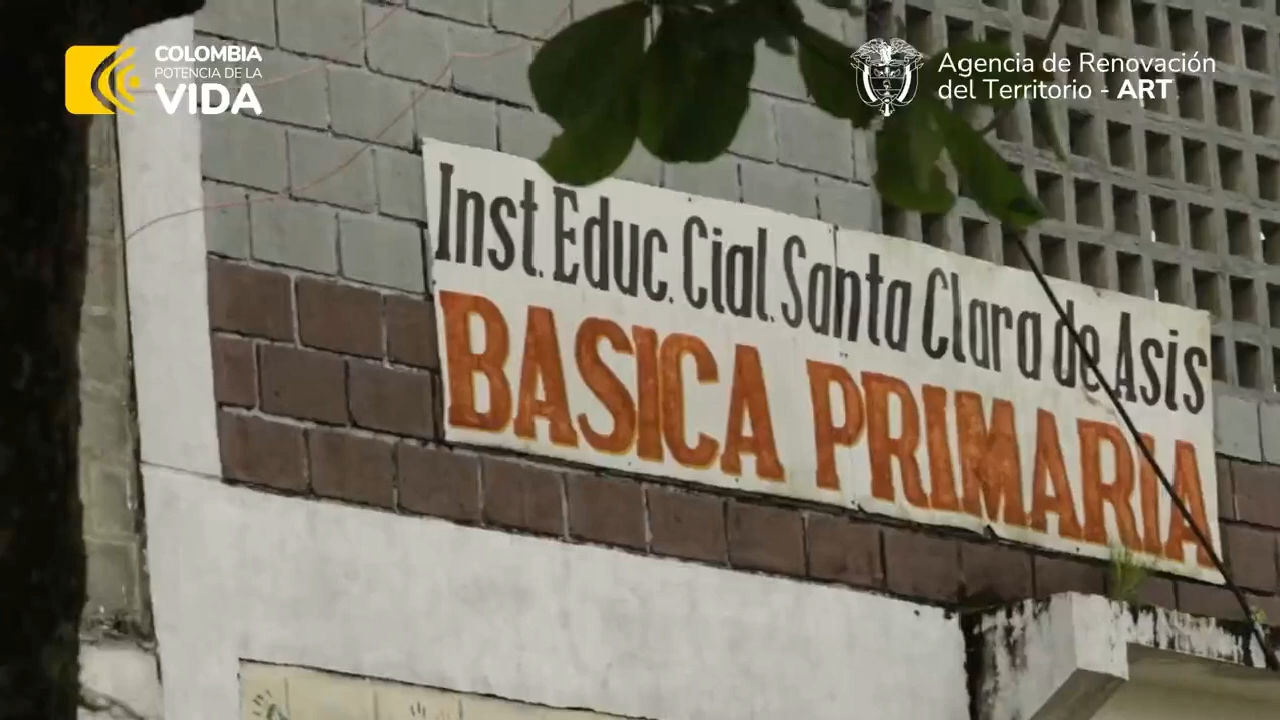 COLOMBIA
POTENCIA DE LA
VIDA
Agencia de Renovación
del Territorio - ART
Inst. Educ. Cial. Santa Clara de Asis
BASICA PRIMARIA